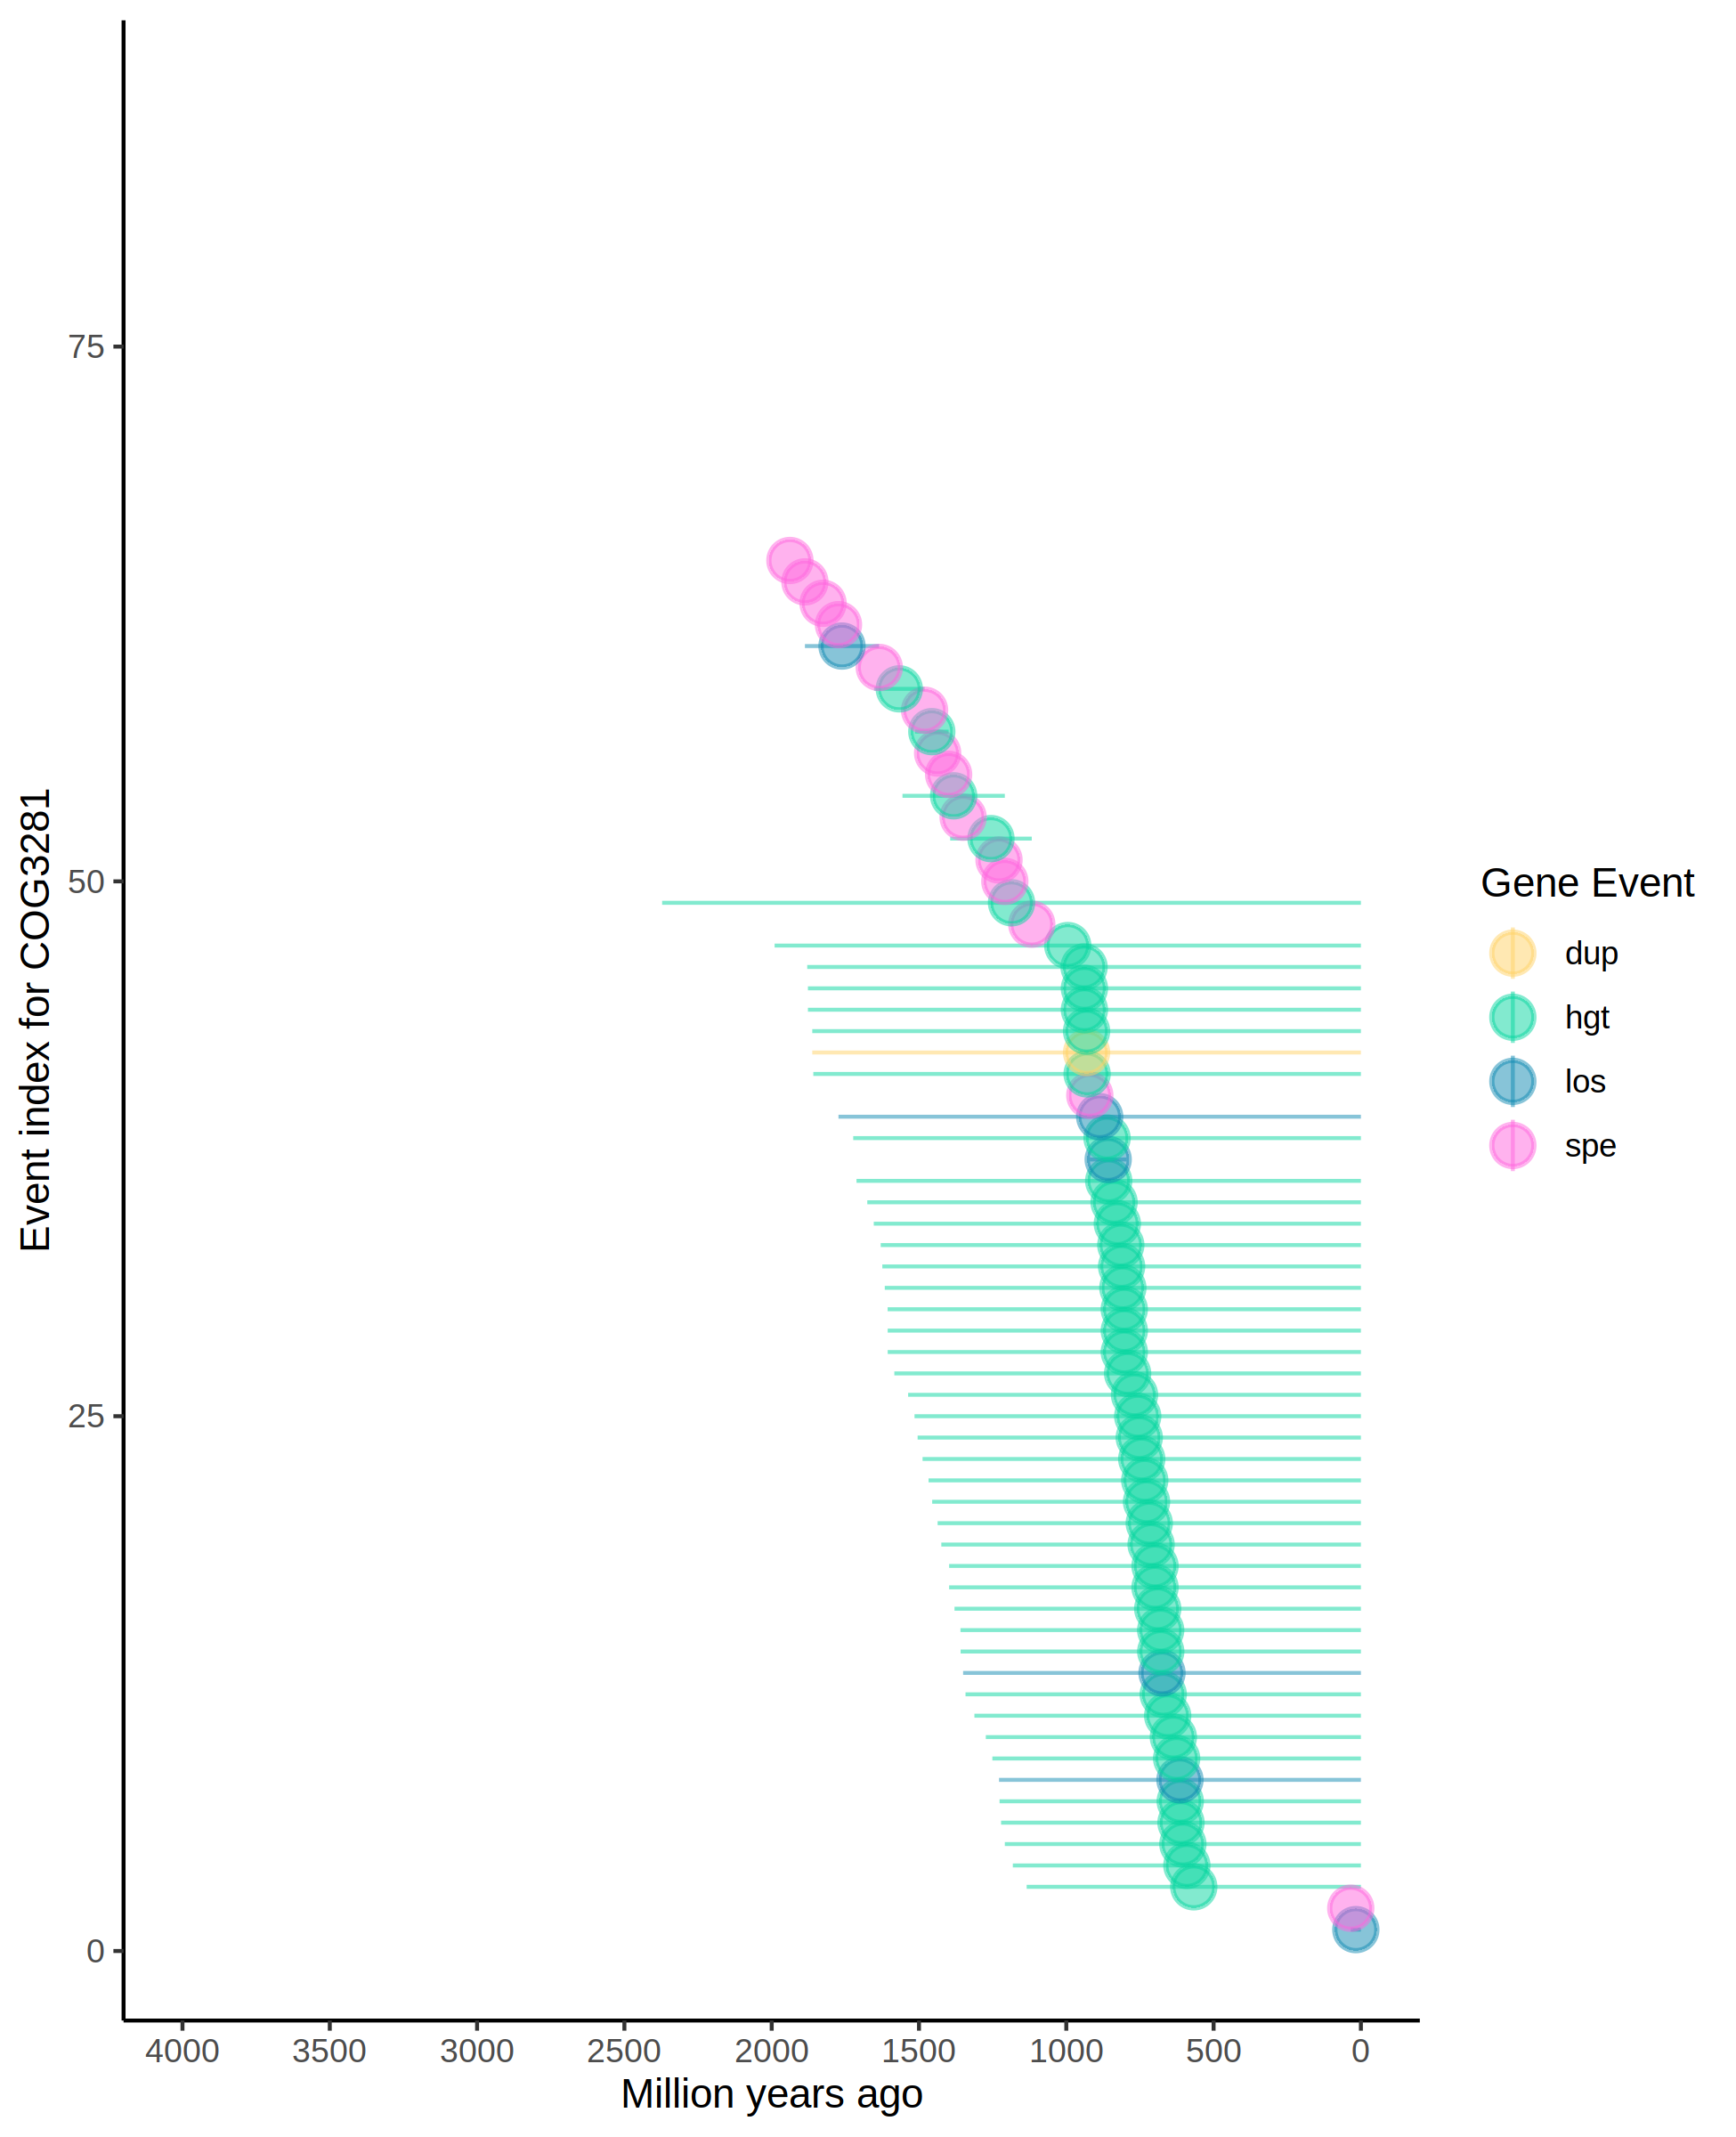 Event index for COG3281
75
50
25
0
4000 3500 3000 2500 2000 1500 1000 500 0
Million years ago
Gene Event
dup
hgt
los
spe